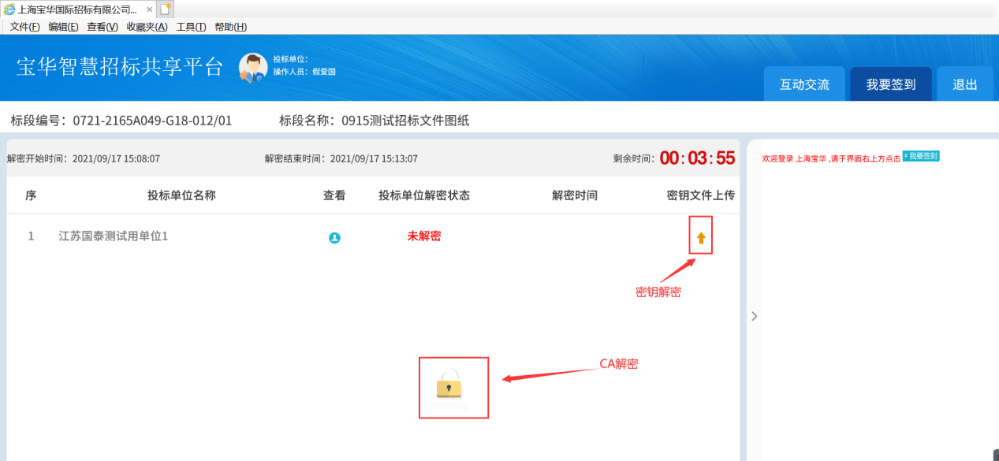 上海宝华国际招标有限公司...
文件(F) 编辑(E) 查看(V) 收藏夹(A) 工具(T) 帮助(H)
宝华智慧招标共享平台
投标单位：
操作人员：假爱国
互动交流 我要签到 退出
标段编号：0721-2165A049-G18-012/01 标段名称：0915测试招标文件图纸
解密开始时间：2021/09/17 15:08:07 解密结束时间：2021/09/17 15:13:07 剩余时间：00:03:55
欢迎登录 上海宝华 ,请于界面右上方点击 我要签到
序 投标单位名称 查看 投标单位解密状态 解密时间 密钥文件上传
1 江苏国泰测试用单位1 未解密
密钥解密
CA解密